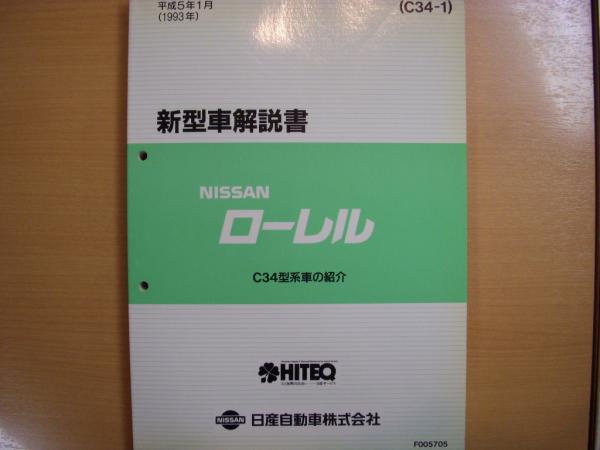 平成5年1月
(1993年)
(C34-1)
新型車解説書
NISSAN
ローレル
C34型系車の紹介
HITEQ
NISSAN 日産自動車株式会社
F005705